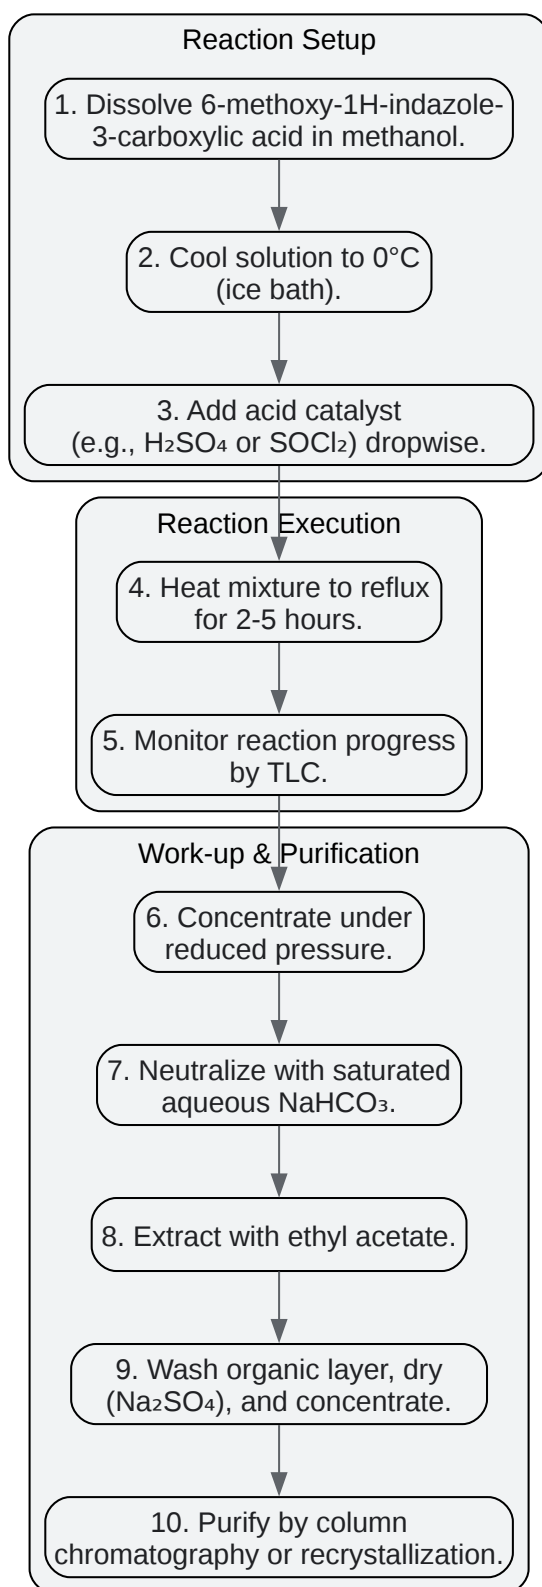 Reaction Setup
1. Dissolve 6-methoxy-1H-indazole-
3-carboxylic acid in methanol.
2. Cool solution to 0°C
(ice bath).
3. Add acid catalyst
(e.g., H₂SO₄ or SOCl₂) dropwise.
Reaction Execution
4. Heat mixture to reflux
for 2-5 hours.
5. Monitor reaction progress
by TLC.
Work-up & Purification
6. Concentrate under
reduced pressure.
7. Neutralize with saturated
aqueous NaHCO₃.
8. Extract with ethyl acetate.
9. Wash organic layer, dry
(Na₂SO₄), and concentrate.
10. Purify by column
chromatography or recrystallization.